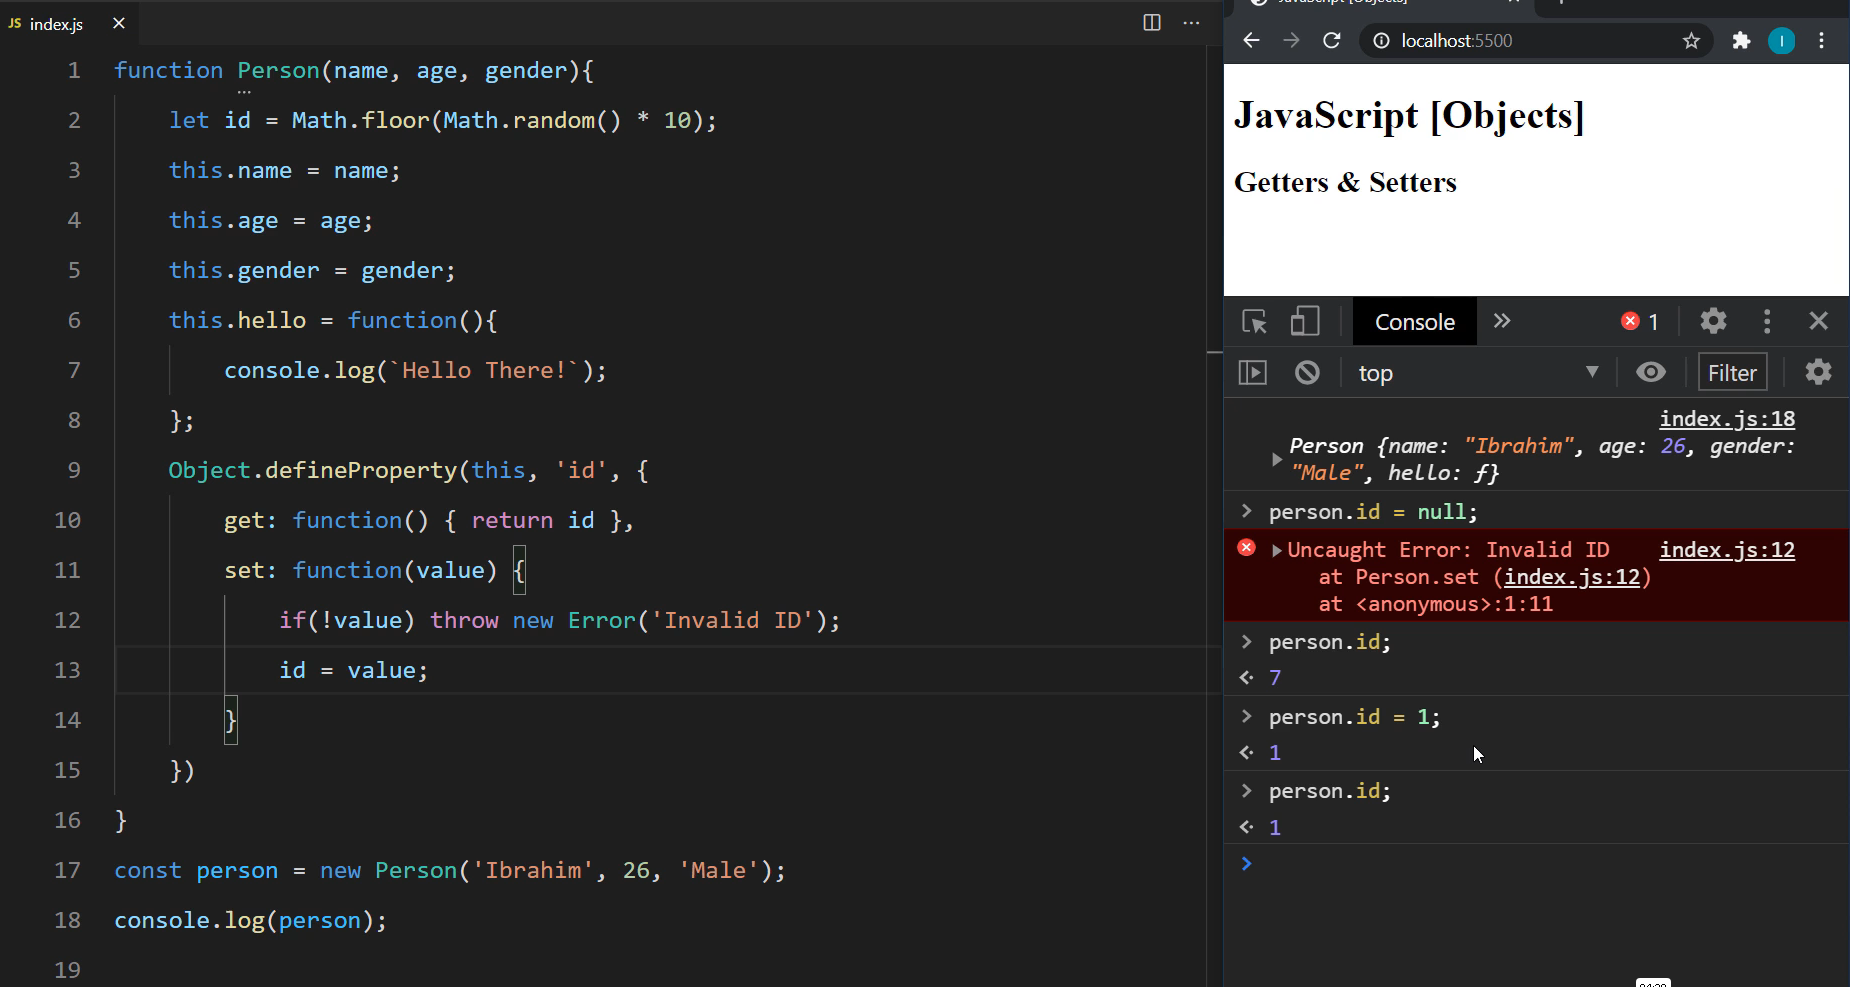 JS index.js
1 function Person(name, age, gender){
2 let id = Math.floor(Math.random() * 10);
3 this.name = name;
4 this.age = age;
5 this.gender = gender;
6 this.hello = function(){
7 console.log(`Hello There!`);
8 };
9 Object.defineProperty(this, 'id', {
10 get: function() { return id },
11 set: function(value) {
12 if(!value) throw new Error('Invalid ID');
13 id = value;
14 }
15 })
16 }
17 const person = new Person('Ibrahim', 26, 'Male');
18 console.log(person);
19
localhost:5500
I
JavaScript [Objects]
Getters & Setters
Console
1
top
Filter
index.js:18
Person {name: "Ibrahim", age: 26, gender:
"Male", hello: ƒ}
> person.id = null;
Uncaught Error: Invalid ID index.js:12
at Person.set (index.js:12)
at <anonymous>:1:11
> person.id;
7
> person.id = 1;
1
> person.id;
1
>